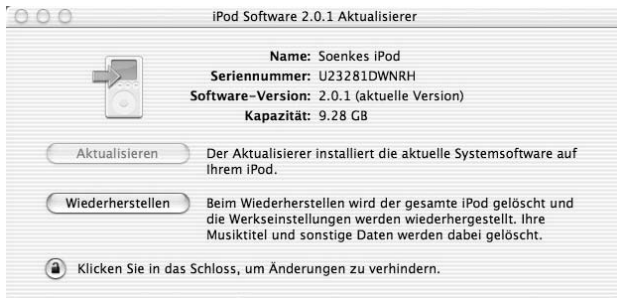 iPod Software 2.0.1 Aktualisierer
Name: Soenkes iPod
Seriennummer: U23281DWNRH
Software-Version: 2.0.1 (aktuelle Version)
Kapazität: 9.28 GB
Aktualisieren Der Aktualisierer installiert die aktuelle Systemsoftware auf
Ihrem iPod.
Wiederherstellen Beim Wiederherstellen wird der gesamte iPod gelöscht und
die Werkseinstellungen werden wiederhergestellt. Ihre
Musiktitel und sonstige Daten werden dabei gelöscht.
Klicken Sie in das Schloss, um Änderungen zu verhindern.